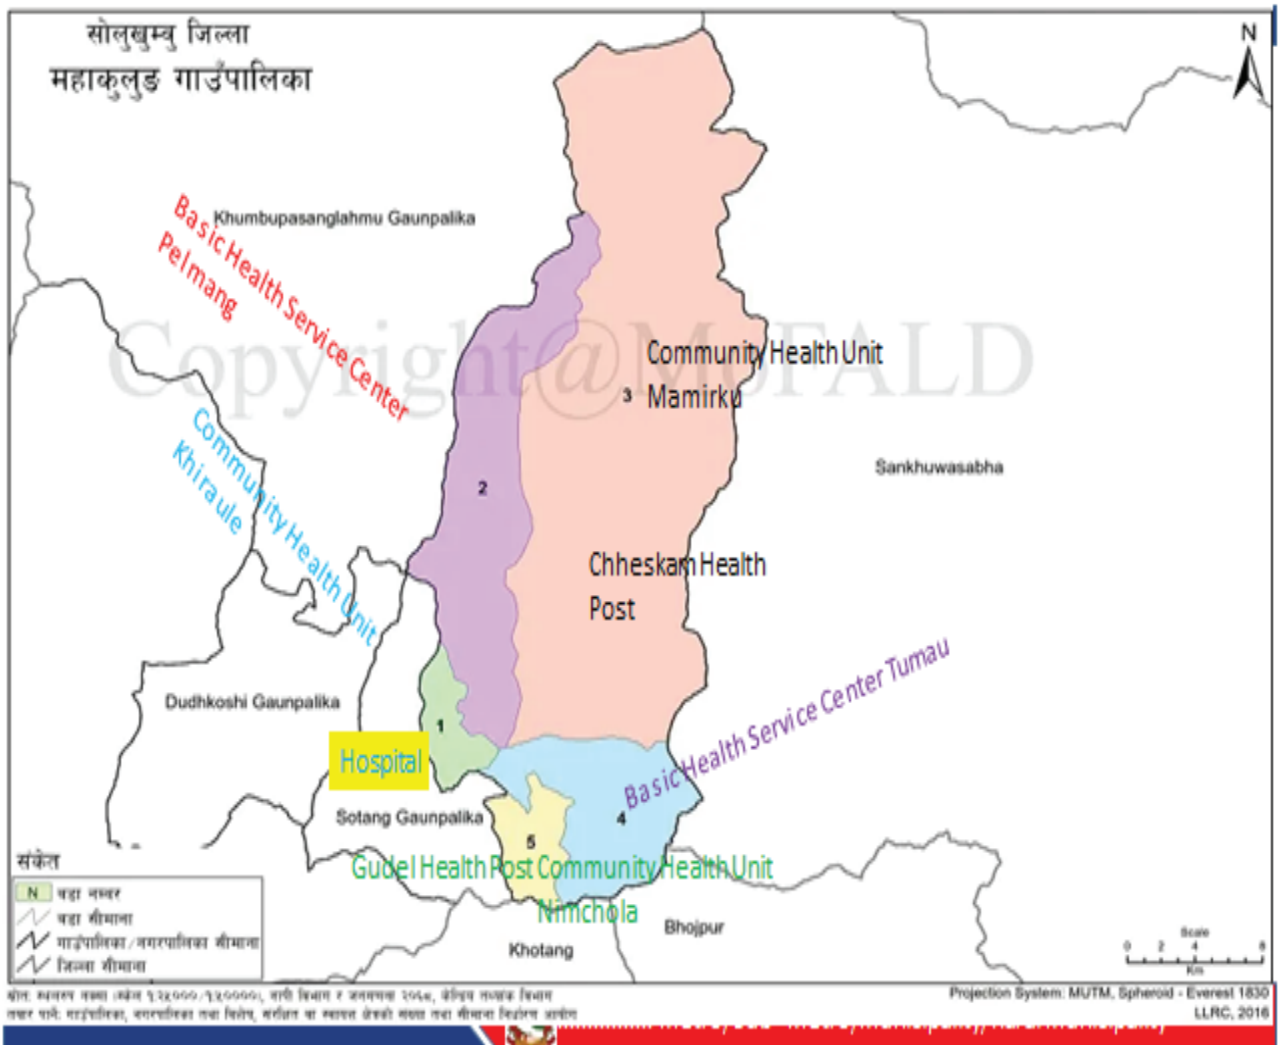 सोलुखुम्वु जिल्ला
महाकुलुङ गाउँपालिका
N
Khumbupasanglahmu Gaunpalika
Basic Health Service Center
Pelmang
Copyright@MoFALD
Community Health Unit
Mamirku
3
Community Health Unit
Khiraule
Sankhuwasabha
2
Chheskam Health
Post
Basic Health Service Center Tumau
Dudhkoshi Gaunpalika
1
Hospital
Sotang Gaunpalika
4
5
Gudel Health Post Community Health Unit
Nimchola
Bhojpur
Khotang
संकेत
N वडा नम्वर
वडा सीमाना
गाउँपालिका/नगरपालिका सीमाना
जिल्ला सीमाना
Scale
0 2 4 8
Km
Projection System: MUTM, Spheroid - Everest 1830
LLRC, 2016